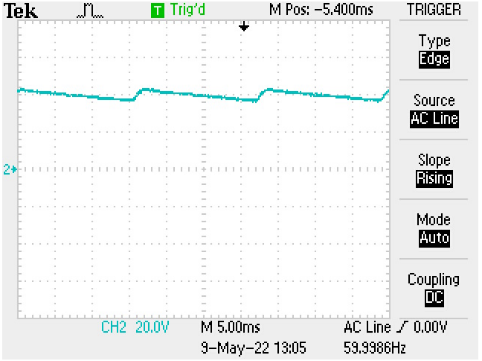 Tek T Trig'd M Pos: -5.400ms TRIGGER
Type
Edge
Source
AC Line
Slope
Rising
Mode
Auto
Coupling
DC
2
CH2 20.0V M 5.00ms AC Line 0.00V
9-May-22 13:05 59.9986Hz